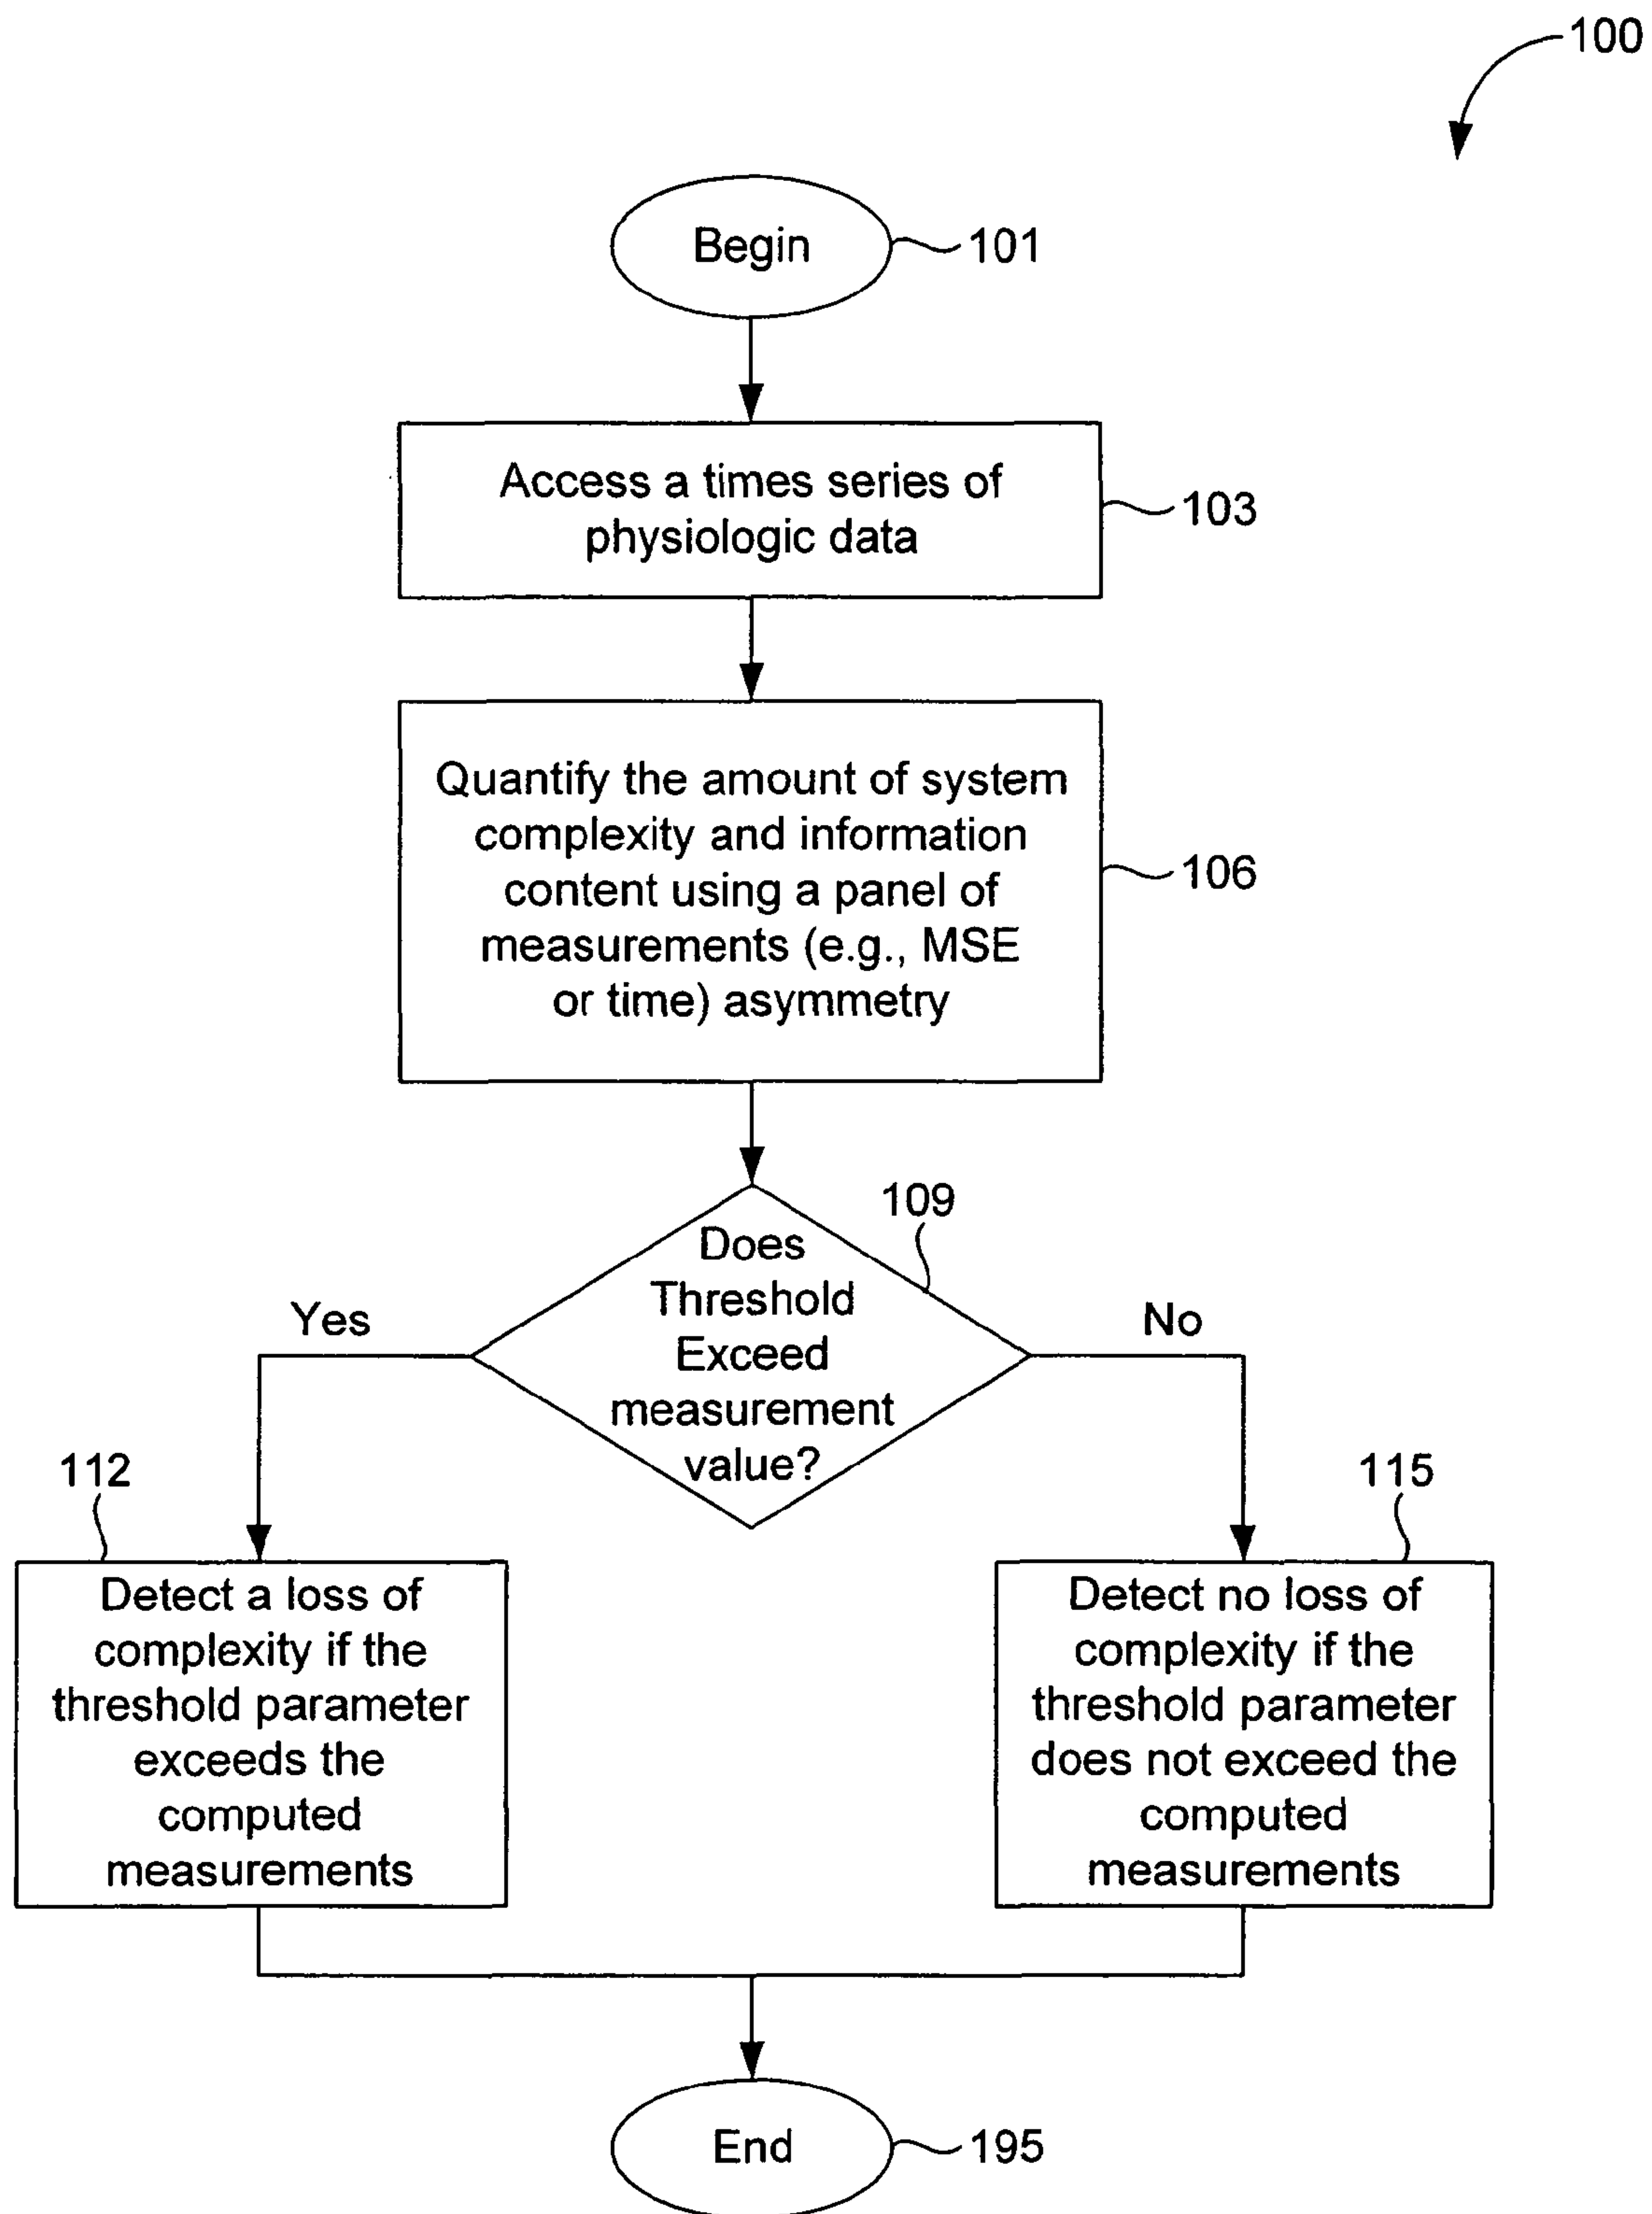 100
Begin
101
Access a times series of
physiologic data
103
Quantify the amount of system
complexity and information
content using a panel of
measurements (e.g., MSE
or time) asymmetry
106
109
Does
Threshold
Exceed
measurement
value?
Yes
No
112
Detect a loss of
complexity if the
threshold parameter
exceeds the
computed
measurements
115
Detect no loss of
complexity if the
threshold parameter
does not exceed the
computed
measurements
End
195